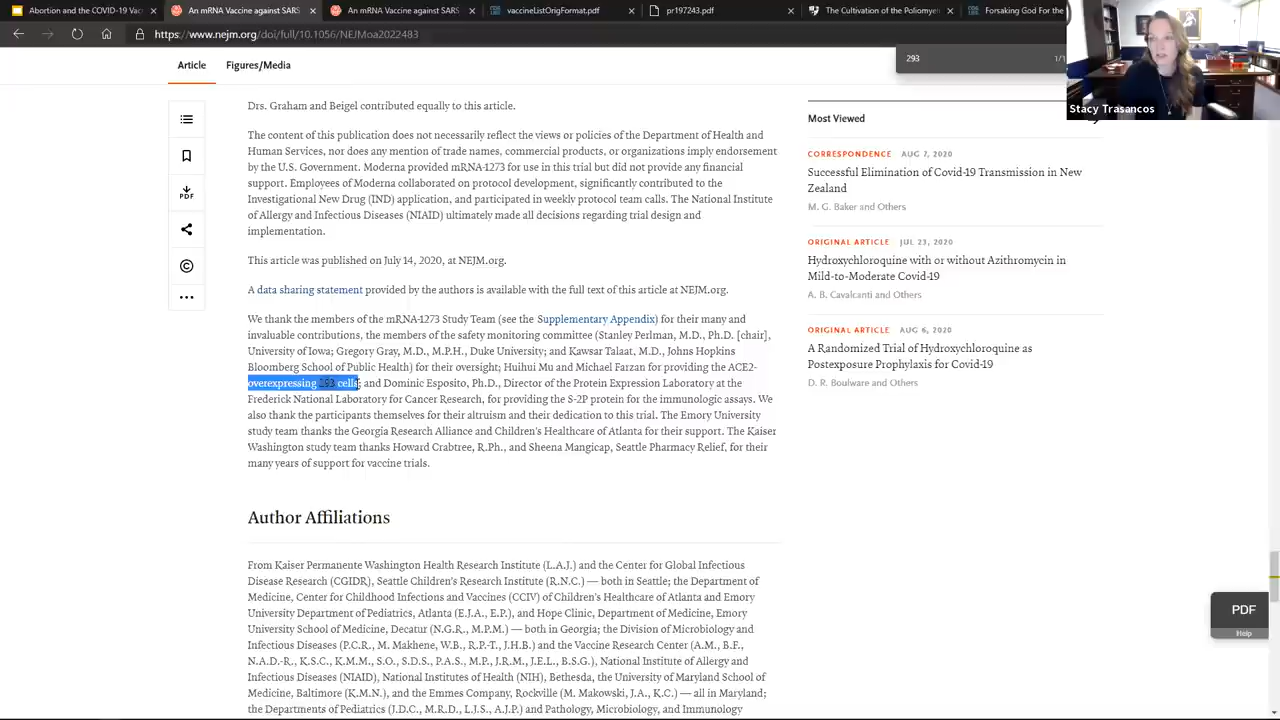 Abortion and the COVID-19 Vac
An mRNA Vaccine against SARS
An mRNA Vaccine against SARS
vaccineListOrigFormat.pdf
pr197243.pdf
The Cultivation of the Poliomye
Forsaking God For the
https://www.nejm.org/doi/full/10.1056/NEJMoa2022483
293
1/1
Stacy Trasancos
Article
Figures/Media
PDF
Drs. Graham and Beigel contributed equally to this article.
The content of this publication does not necessarily reflect the views or policies of the Department of Health and
Human Services, nor does any mention of trade names, commercial products, or organizations imply endorsement
by the U.S. Government. Moderna provided mRNA-1273 for use in this trial but did not provide any financial
support. Employees of Moderna collaborated on protocol development, significantly contributed to the
Investigational New Drug (IND) application, and participated in weekly protocol team calls. The National Institute
of Allergy and Infectious Diseases (NIAID) ultimately made all decisions regarding trial design and
implementation.
This article was published on July 14, 2020, at NEJM.org.
A data sharing statement provided by the authors is available with the full text of this article at NEJM.org.
We thank the members of the mRNA-1273 Study Team (see the Supplementary Appendix) for their many and
invaluable contributions, the members of the safety monitoring committee (Stanley Perlman, M.D., Ph.D. [chair],
University of Iowa; Gregory Gray, M.D., M.P.H., Duke University; and Kawsar Talaat, M.D., Johns Hopkins
Bloomberg School of Public Health) for their oversight; Huihui Mu and Michael Farzan for providing the ACE2-
overexpressing 293 cells; and Dominic Esposito, Ph.D., Director of the Protein Expression Laboratory at the
Frederick National Laboratory for Cancer Research, for providing the S-2P protein for the immunologic assays. We
also thank the participants themselves for their altruism and their dedication to this trial. The Emory University
study team thanks the Georgia Research Alliance and Children's Healthcare of Atlanta for their support. The Kaiser
Washington study team thanks Howard Crabtree, R.Ph., and Sheena Mangicap, Seattle Pharmacy Relief, for their
many years of support for vaccine trials.
Author Affiliations
From Kaiser Permanente Washington Health Research Institute (L.A.J.) and the Center for Global Infectious
Disease Research (CGIDR), Seattle Children's Research Institute (R.N.C.) — both in Seattle; the Department of
Medicine, Center for Childhood Infections and Vaccines (CCIV) of Children's Healthcare of Atlanta and Emory
University Department of Pediatrics, Atlanta (E.J.A., E.P.), and Hope Clinic, Department of Medicine, Emory
University School of Medicine, Decatur (N.G.R., M.P.M.) — both in Georgia; the Division of Microbiology and
Infectious Diseases (P.C.R., M. Makhene, W.B., R.P.-T., J.H.B.) and the Vaccine Research Center (A.M., B.F.,
N.A.D.-R., K.S.C., K.M.M., S.O., S.D.S., P.A.S., M.P., J.R.M., J.E.L., B.S.G.), National Institute of Allergy and
Infectious Diseases (NIAID), National Institutes of Health (NIH), Bethesda, the University of Maryland School of
Medicine, Baltimore (K.M.N.), and the Emmes Company, Rockville (M. Makowski, J.A., K.C.) — all in Maryland;
the Departments of Pediatrics (J.D.C., M.R.D., L.J.S., A.J.P.) and Pathology, Microbiology, and Immunology
Most Viewed
CORRESPONDENCE AUG 7, 2020
Successful Elimination of Covid-19 Transmission in New
Zealand
M. G. Baker and Others
ORIGINAL ARTICLE JUL 23, 2020
Hydroxychloroquine with or without Azithromycin in
Mild-to-Moderate Covid-19
A. B. Cavalcanti and Others
ORIGINAL ARTICLE AUG 6, 2020
A Randomized Trial of Hydroxychloroquine as
Postexposure Prophylaxis for Covid-19
D. R. Boulware and Others
PDF
Help